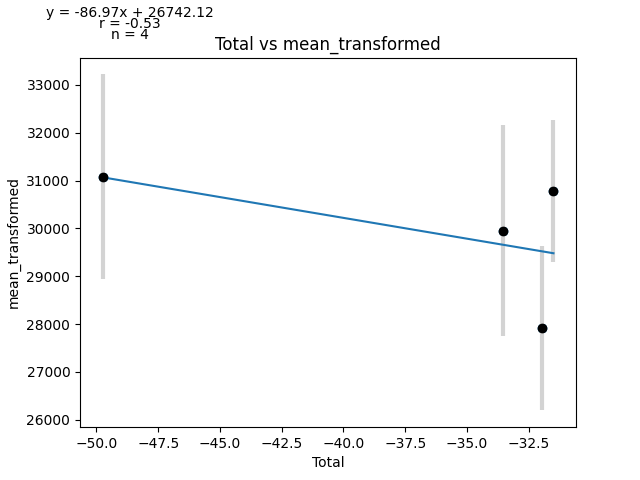 y = -86.97x + 26742.12
r = -0.53
n = 4
Total vs mean_transformed
33000
32000
31000
30000
29000
28000
27000
26000
mean_transformed
−50.0 −47.5 −45.0 −42.5 −40.0 −37.5 −35.0 −32.5
Total